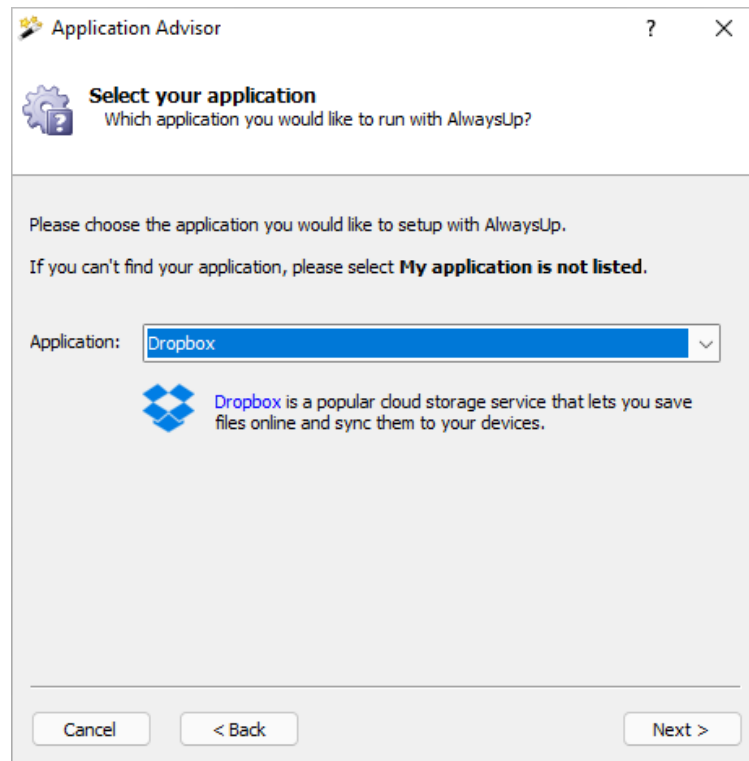 Application Advisor
?
Select your application
Which application you would like to run with AlwaysUp?
Please choose the application you would like to setup with AlwaysUp.
If you can't find your application, please select My application is not listed.
Application: Dropbox
Dropbox is a popular cloud storage service that lets you save
files online and sync them to your devices.
Cancel < Back Next >